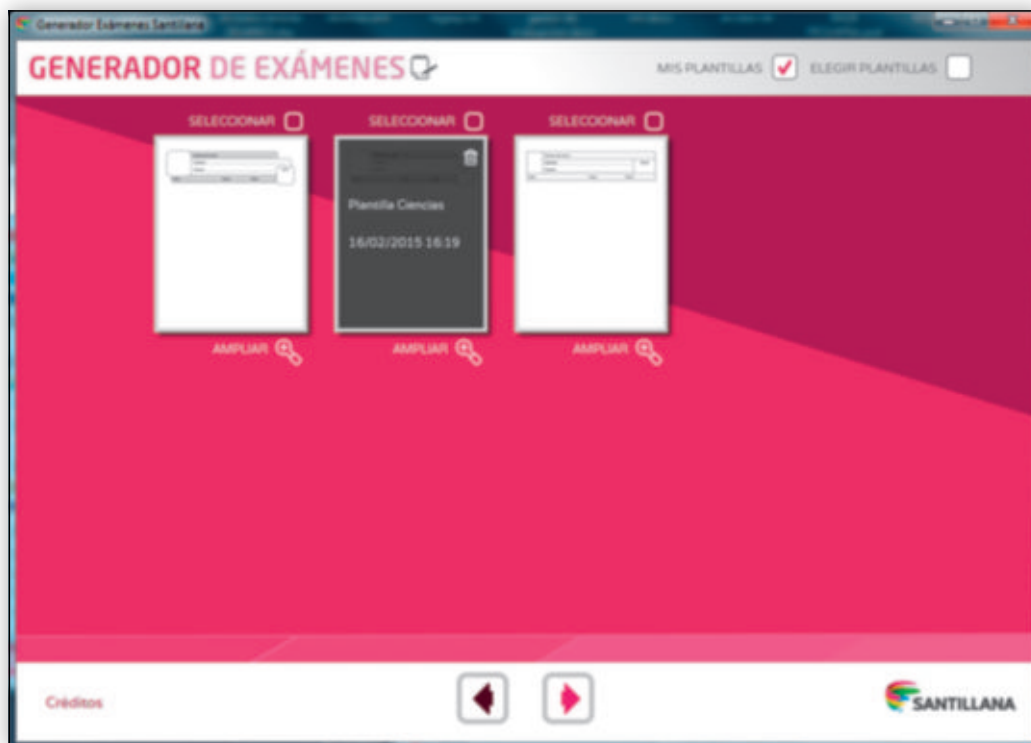 Generador Exámenes Santillana
GENERADOR DE EXÁMENES
MIS PLANTILLAS ELEGIR PLANTILLAS
SELECCIONAR SELECCIONAR SELECCIONAR
Plantilla Ciencias
16/02/2015 16:19
AMPLIAR AMPLIAR AMPLIAR
Créditos
SANTILLANA